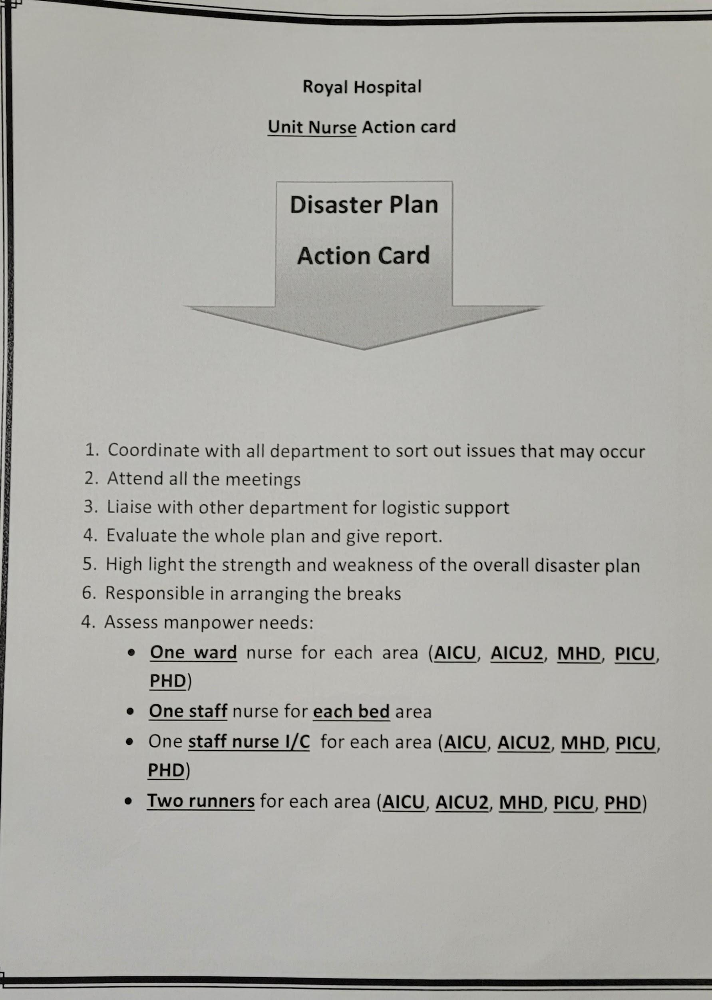 Royal Hospital
Unit Nurse Action card
Disaster Plan
Action Card
1. Coordinate with all department to sort out issues that may occur
2. Attend all the meetings
3. Liaise with other department for logistic support
4. Evaluate the whole plan and give report.
5. High light the strength and weakness of the overall disaster plan
6. Responsible in arranging the breaks
4. Assess manpower needs:
• One ward nurse for each area (AICU, AICU2, MHD, PICU,
PHD)
• One staff nurse for each bed area
• One staff nurse I/C for each area (AICU, AICU2, MHD, PICU,
PHD)
• Two runners for each area (AICU, AICU2, MHD, PICU, PHD)